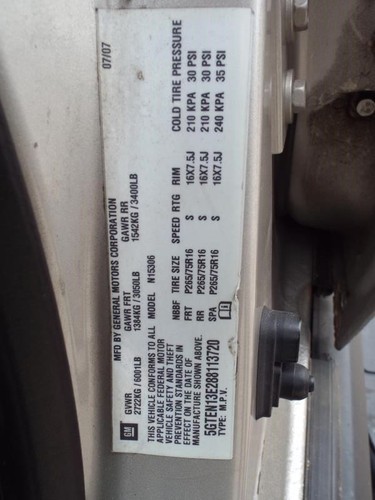 MFD BY GENERAL MOTORS CORPORATION 07/07
GM GVWR GAWR FRT GAWR RR
2722KG / 6001LB 1384KG / 3050LB 1542KG / 3400LB
THIS VEHICLE CONFORMS TO ALL MODEL N15306
APPLICABLE FEDERAL MOTOR
VEHICLE SAFETY AND THEFT
PREVENTION STANDARDS IN
EFFECT ON THE DATE OF
MANUFACTURE SHOWN ABOVE.
5GTEN13E288113720
TYPE: M.P.V.
NBBF TIRE SIZE SPEED RTG RIM COLD TIRE PRESSURE
FRT P265/75R16 S 16X7.5J 210 KPA 30 PSI
RR P265/75R16 S 16X7.5J 210 KPA 30 PSI
SPA P265/75R16 S 16X7.5J 240 KPA 35 PSI